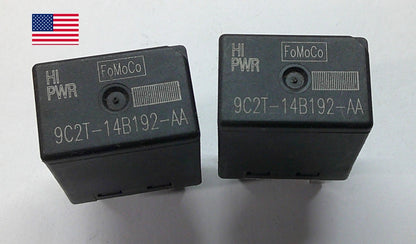 HI
PWR
FoMoCo
9C2T-14B192-AA
HI
PWR
FoMoCo
9C2T-14B192-AA